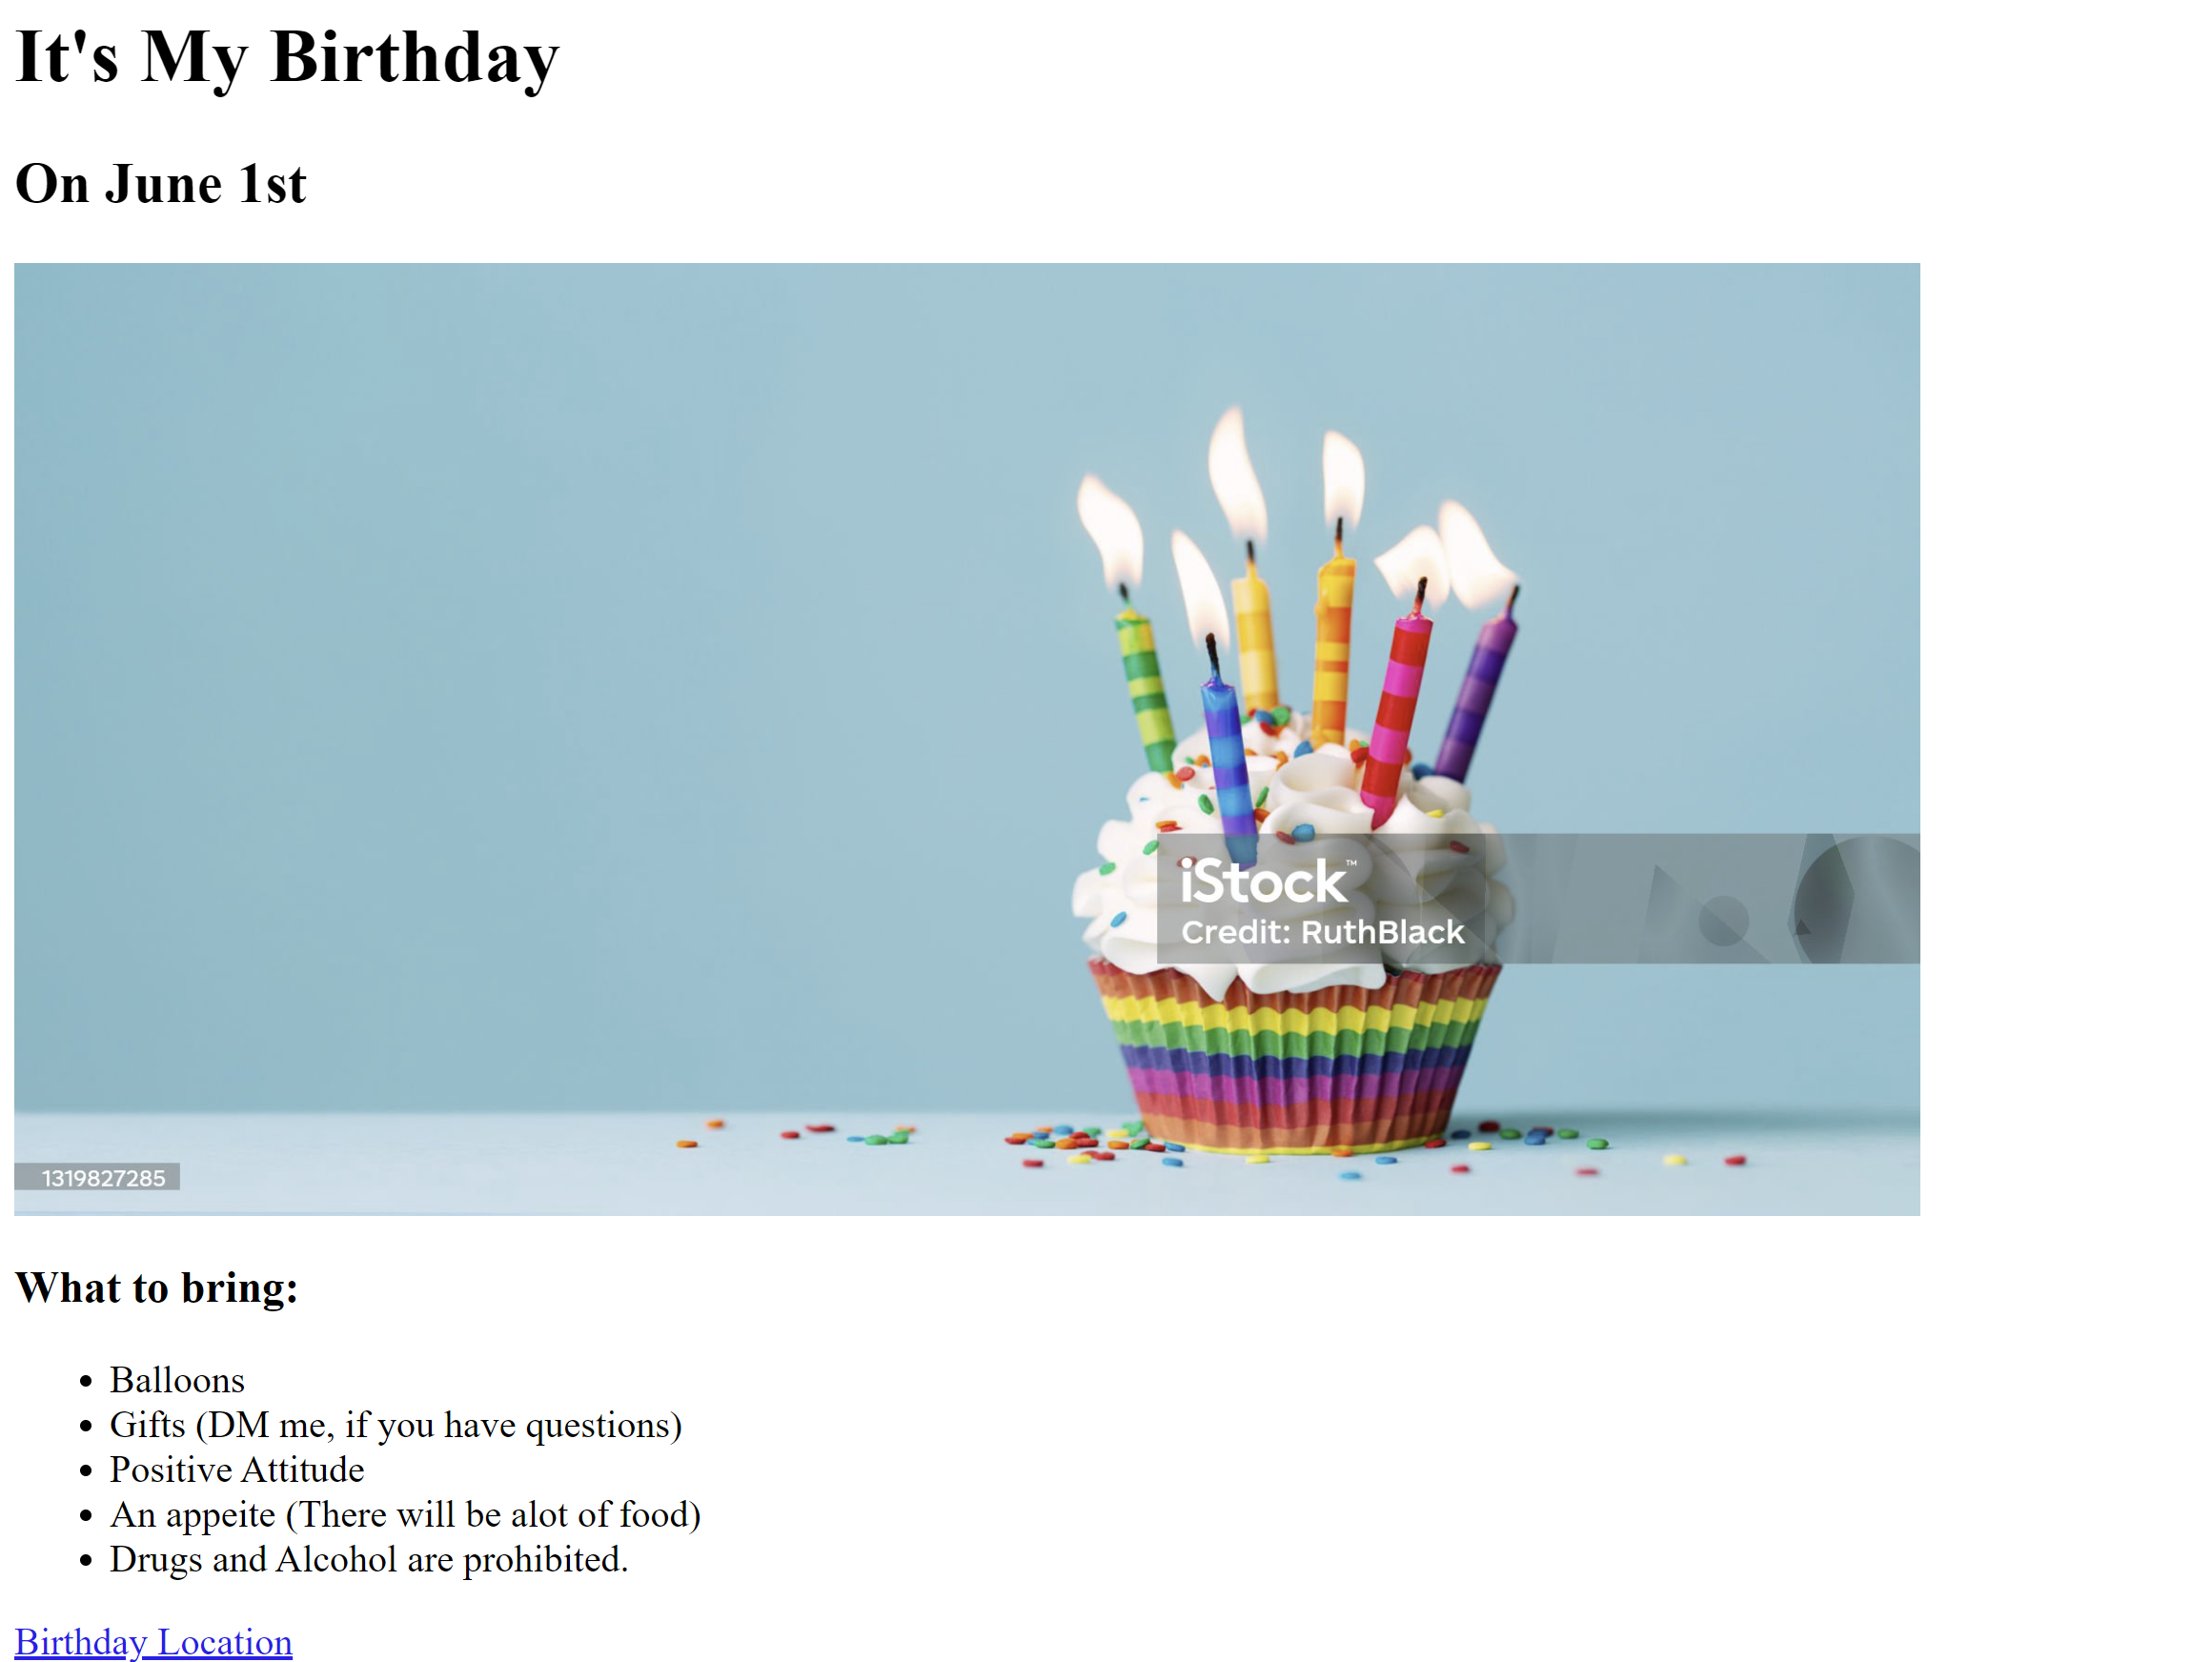 It's My Birthday
On June 1st
iStock™
Credit: RuthBlack
1319827285
What to bring:
• Balloons
• Gifts (DM me, if you have questions)
• Positive Attitude
• An appeite (There will be alot of food)
• Drugs and Alcohol are prohibited.
Birthday Location